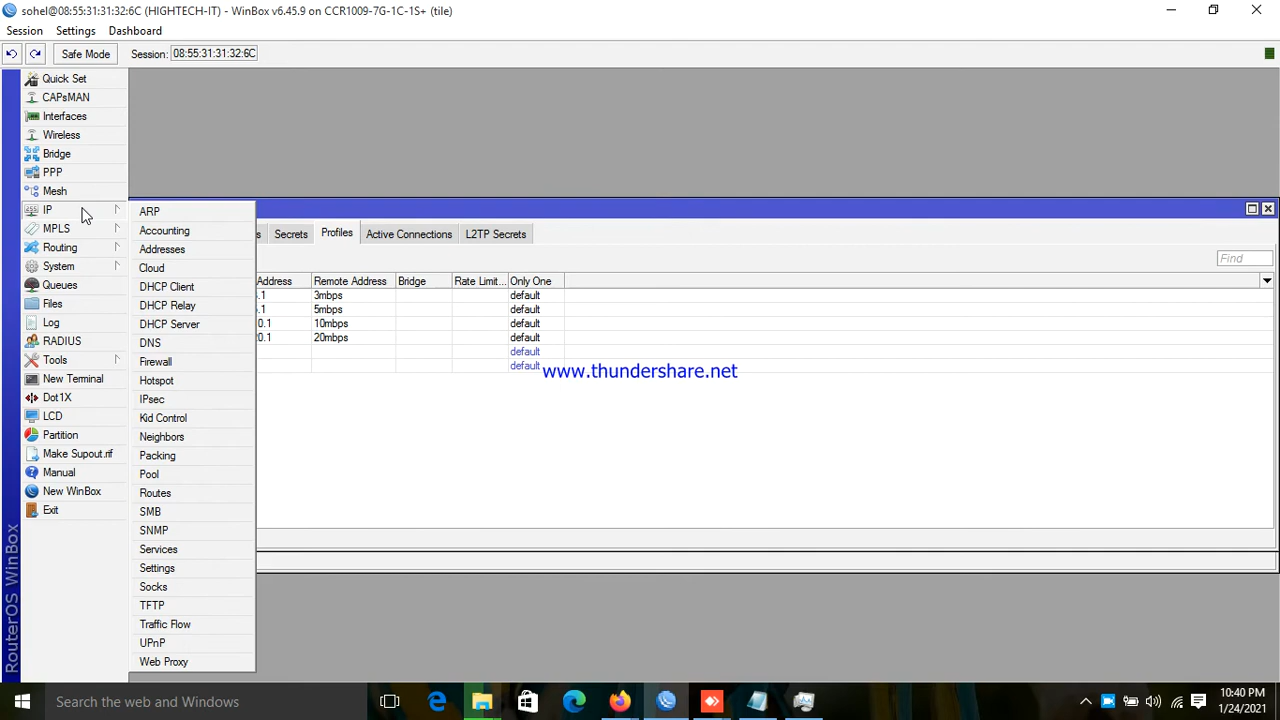 sohel@08:55:31:31:32:6C (HIGHTECH-IT) - WinBox v6.45.9 on CCR1009-7G-1C-1S+ (tile)
Session Settings Dashboard
Safe Mode Session: 08:55:31:31:32:6C
Quick Set
CAPsMAN
Interfaces
Wireless
Bridge
PPP
Mesh
IP
MPLS
Routing
System
Queues
Files
Log
RADIUS
Tools
New Terminal
Dot1X
LCD
Partition
Make Supout.rif
Manual
New WinBox
Exit
RouterOS WinBox
ARP
Accounting
Addresses
Cloud
DHCP Client
DHCP Relay
DHCP Server
DNS
Firewall
Hotspot
IPsec
Kid Control
Neighbors
Packing
Pool
Routes
SMB
SNMP
Services
Settings
Socks
TFTP
Traffic Flow
UPnP
Web Proxy
Secrets Profiles Active Connections L2TP Secrets
Find
Address Remote Address Bridge Rate Limit... Only One
.1 3mbps default
.1 5mbps default
0.1 10mbps default
20.1 20mbps default
default
default
www.thundershare.net
Search the web and Windows
10:40 PM
1/24/2021